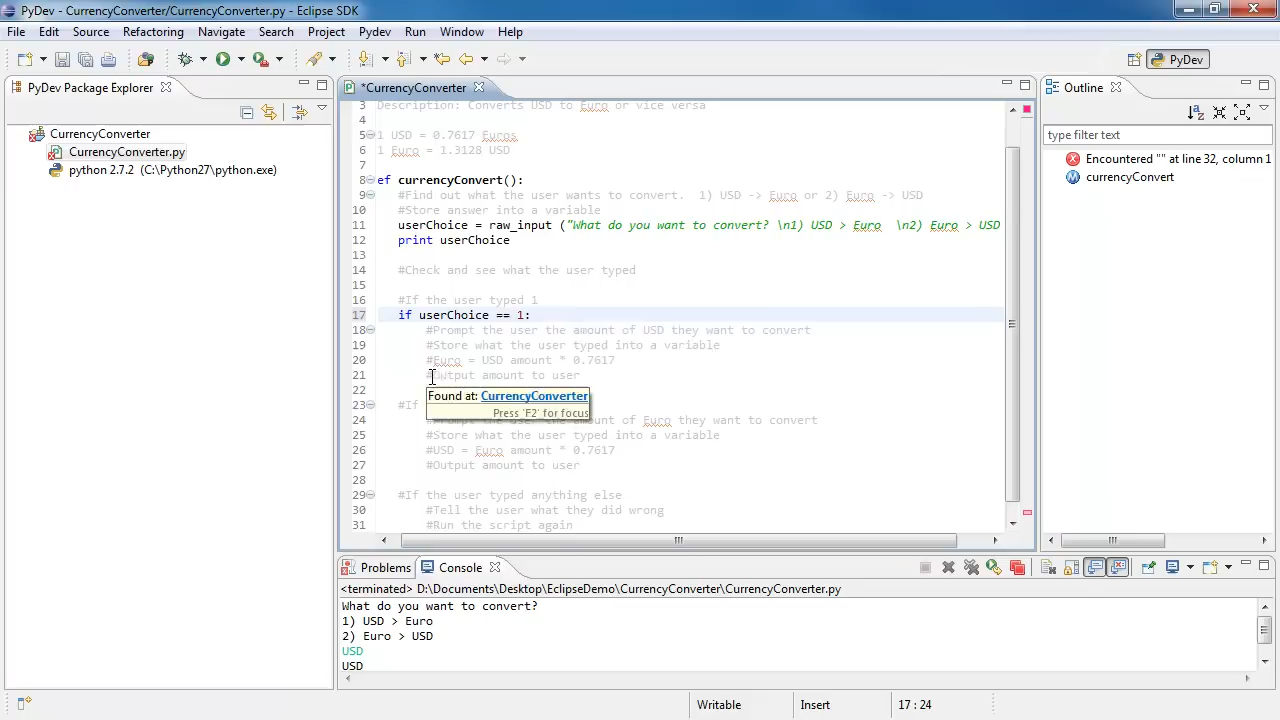 PyDev - CurrencyConverter/CurrencyConverter.py - Eclipse SDK
File Edit Source Refactoring Navigate Search Project Pydev Run Window Help
PyDev
PyDev Package Explorer
*CurrencyConverter
Outline
CurrencyConverter
CurrencyConverter.py
python 2.7.2 (C:\Python27\python.exe)
3 Description: Converts USD to Euro or vice versa
4
5 1 USD = 0.7617 Euros
6 1 Euro = 1.3128 USD
7
8 ef currencyConvert():
9 #Find out what the user wants to convert. 1) USD -> Euro or 2) Euro -> USD
10 #Store answer into a variable
11 userChoice = raw_input ("What do you want to convert? \n1) USD > Euro \n2) Euro > USD
12 print userChoice
13
14 #Check and see what the user typed
15
16 #If the user typed 1
17 if userChoice == 1:
18 #Prompt the user the amount of USD they want to convert
19 #Store what the user typed into a variable
20 #Euro = USD amount * 0.7617
21 #Output amount to user
22
Found at: CurrencyConverter
Press 'F2' for focus
23 #If
24 #Prompt the user the amount of Euro they want to convert
25 #Store what the user typed into a variable
26 #USD = Euro amount * 0.7617
27 #Output amount to user
28
29 #If the user typed anything else
30 #Tell the user what they did wrong
31 #Run the script again
type filter text
Encountered "" at line 32, column 1
currencyConvert
Problems Console
<terminated> D:\Documents\Desktop\EclipseDemo\CurrencyConverter\CurrencyConverter.py
What do you want to convert?
1) USD > Euro
2) Euro > USD
USD
USD
Writable Insert 17 : 24